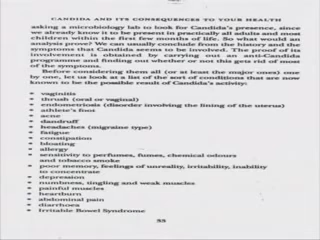 CANDIDA AND ITS CONSEQUENCES TO YOUR HEALTH
asking a microbiology lab to look for Candida's presence, since
we already know it to be present in practically all adults and most
children within the first few months of life. So what would an
analysis prove? We can usually conclude from the history and the
symptoms that Candida seems to be involved. The proof of its
involvement is obtained by carrying out an anti-Candida
programme and finding out whether or not this gets rid of most
of the symptoms.
Before considering them all (or at least the major ones) one
by one, let us look at a list of the sort of conditions that are now
known to be the possible result of Candida's activity:
• vaginitis
• thrush (oral or vaginal)
• endometriosis (disorder involving the lining of the uterus)
• athlete's foot
• acne
• dandruff
• headaches (migraine type)
• fatigue
• constipation
• bloating
• allergy
• sensitivity to perfumes, fumes, chemical odours
and tobacco smoke
• poor memory, feelings of unreality, irritability, inability
to concentrate
• depression
• numbness, tingling and weak muscles
• painful muscles
• heartburn
• abdominal pain
• diarrhoea
• Irritable Bowel Syndrome